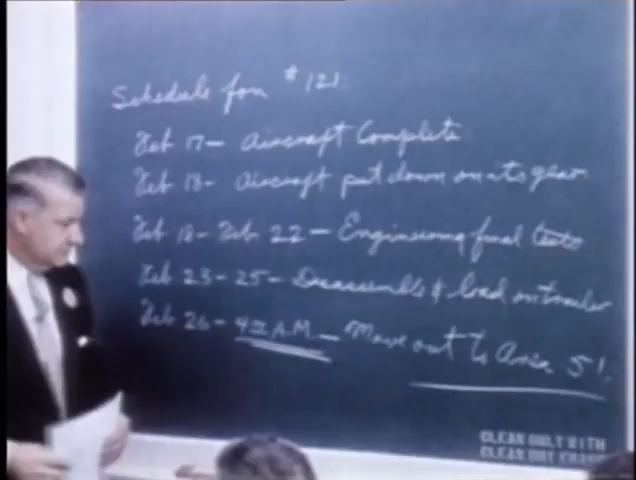 Schedule for #121
Feb 17- Aircraft Complete
Feb 18- Aircraft put down on its gear
Feb 18- Feb 22- Engineering final tests
Feb 23-25- Disassemble & load on trailer
Feb 26- 4 A.M.- Move out to Area 51.
CLEAN ONLY WITH
CLEAN DRY ERASER